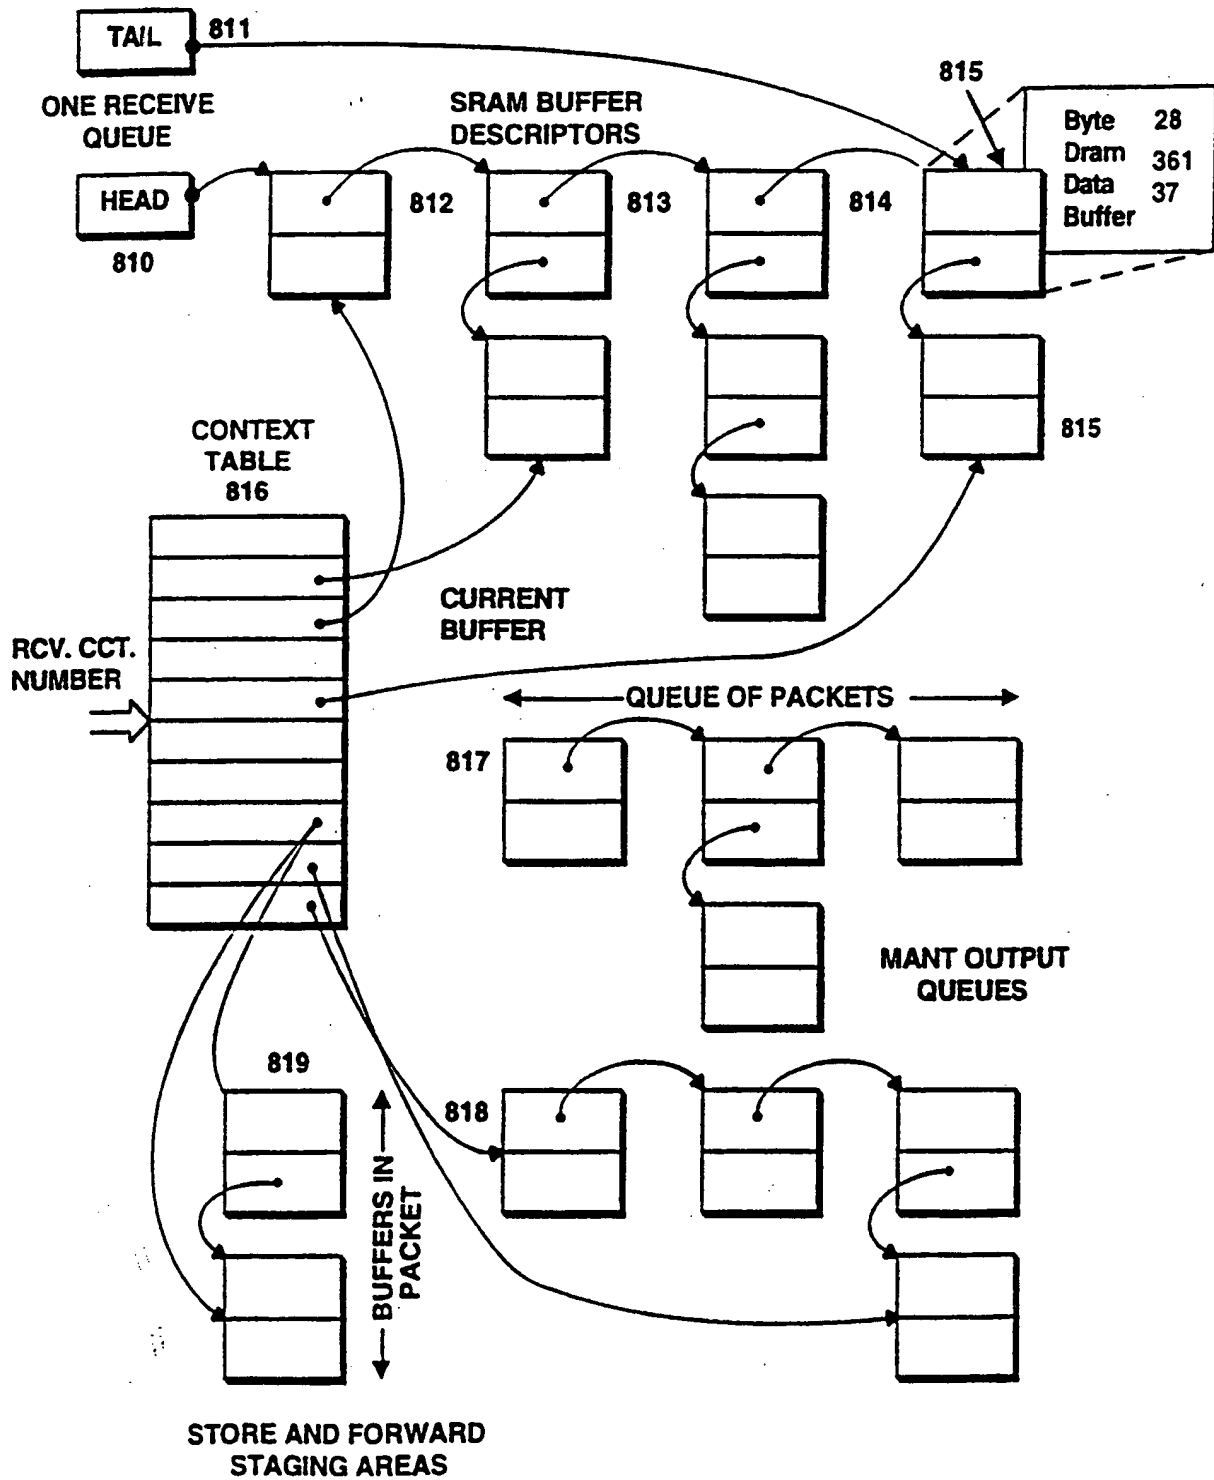 TAIL
811
ONE RECEIVE
QUEUE
SRAM BUFFER
DESCRIPTORS
815
Byte 28
Dram 361
Data 37
Buffer
HEAD
810
812
813
814
815
CONTEXT
TABLE
816
CURRENT
BUFFER
RCV. CCT.
NUMBER
QUEUE OF PACKETS
817
MANT OUTPUT
QUEUES
819
818
BUFFERS IN
PACKET
STORE AND FORWARD
STAGING AREAS